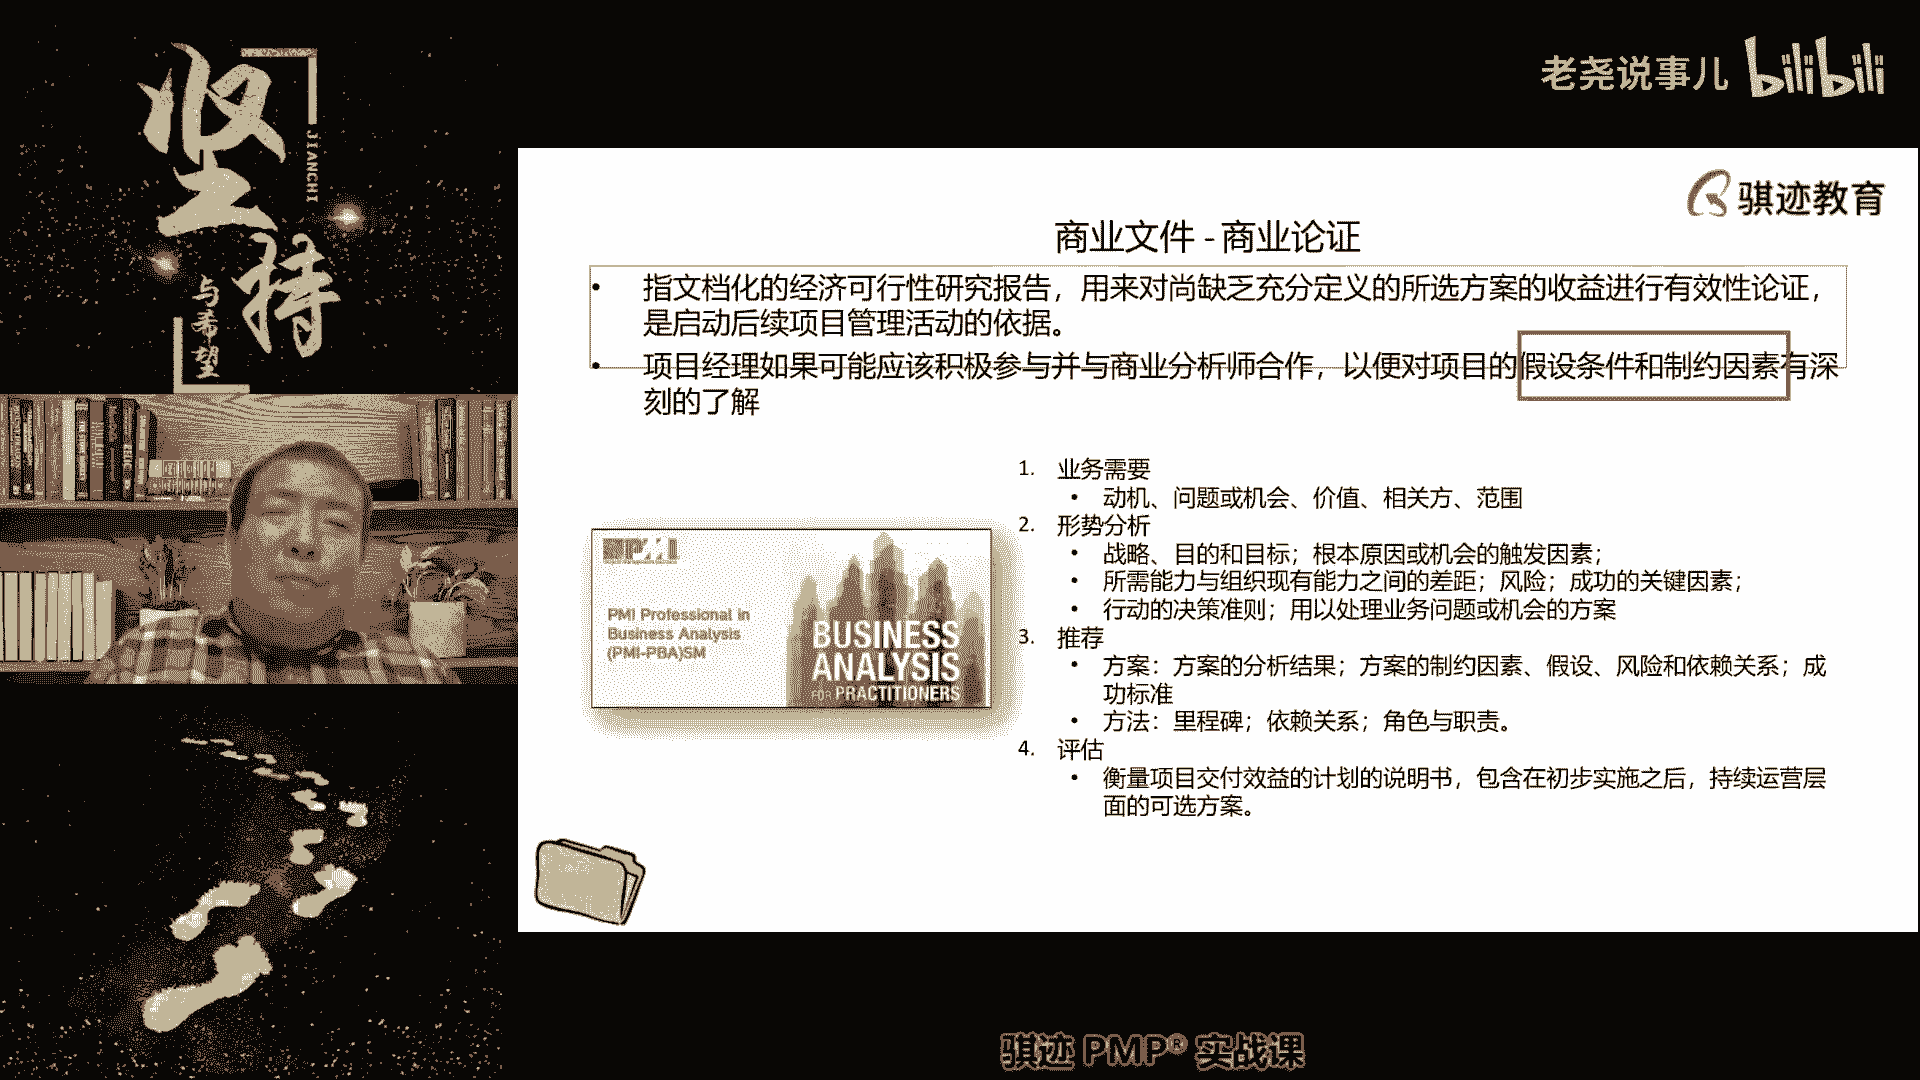 坚持
JIANCHI
与希望
老尧说事儿 bilibili
骐迹教育
商业文件 - 商业论证
• 指文档化的经济可行性研究报告，用来对尚缺乏充分定义的所选方案的收益进行有效性论证，
是启动后续项目管理活动的依据。
• 项目经理如果可能应该积极参与并与商业分析师合作，以便对项目的假设条件和制约因素有深
刻的了解
PMI
PMI Professional in
Business Analysis
(PMI-PBA)SM
BUSINESS
ANALYSIS
FOR PRACTITIONERS
1. 业务需要
• 动机、问题或机会、价值、相关方、范围
2. 形势分析
• 战略、目的和目标；根本原因或机会的触发因素；
• 所需能力与组织现有能力之间的差距；风险；成功的关键因素；
• 行动的决策准则；用以处理业务问题或机会的方案
3. 推荐
• 方案：方案的分析结果；方案的制约因素、假设、风险和依赖关系；成
功标准
• 方法：里程碑；依赖关系；角色与职责。
4. 评估
• 衡量项目交付效益的计划的说明书，包含在初步实施之后，持续运营层
面的可选方案。
骐迹 PMP® 实战课